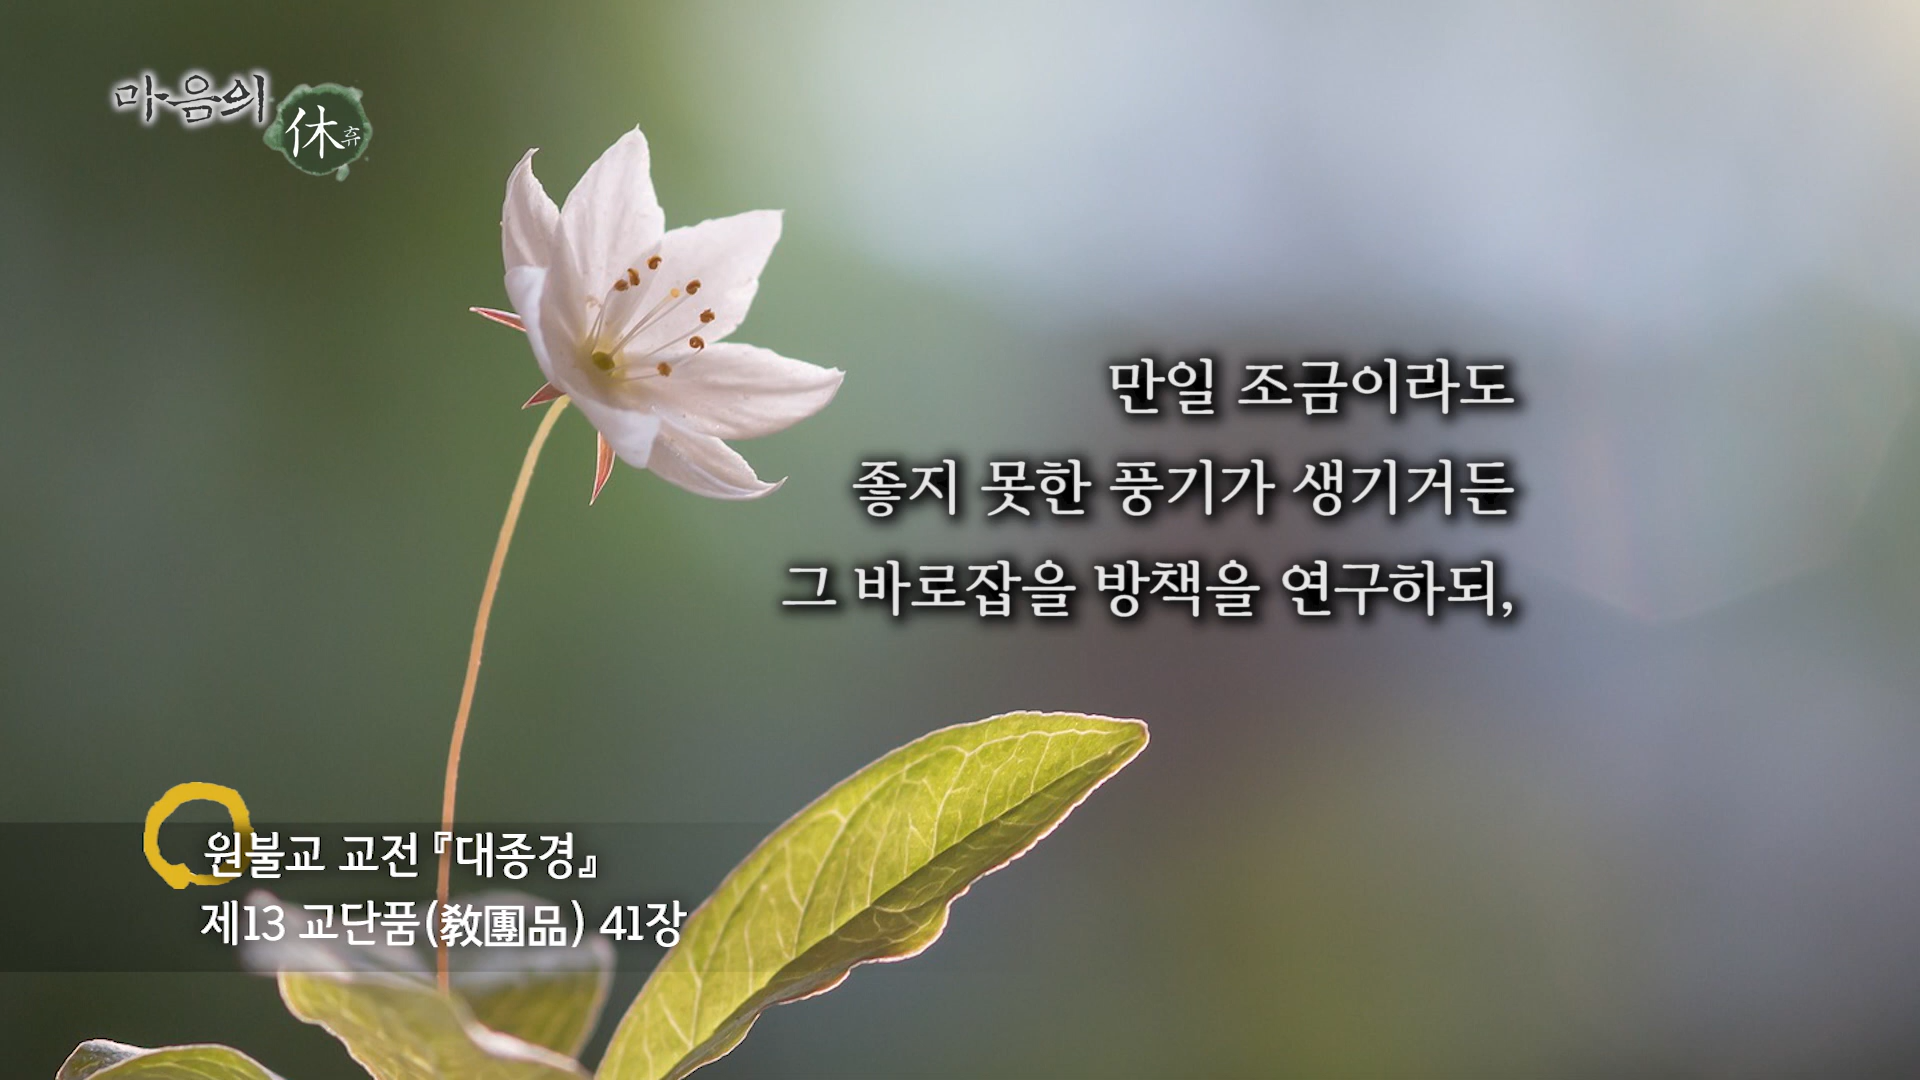 마음의 休휴
만일 조금이라도
좋지 못한 풍기가 생기거든
그 바로잡을 방책을 연구하되,
원불교 교전 『대종경』
제13 교단품(敎團品) 41장